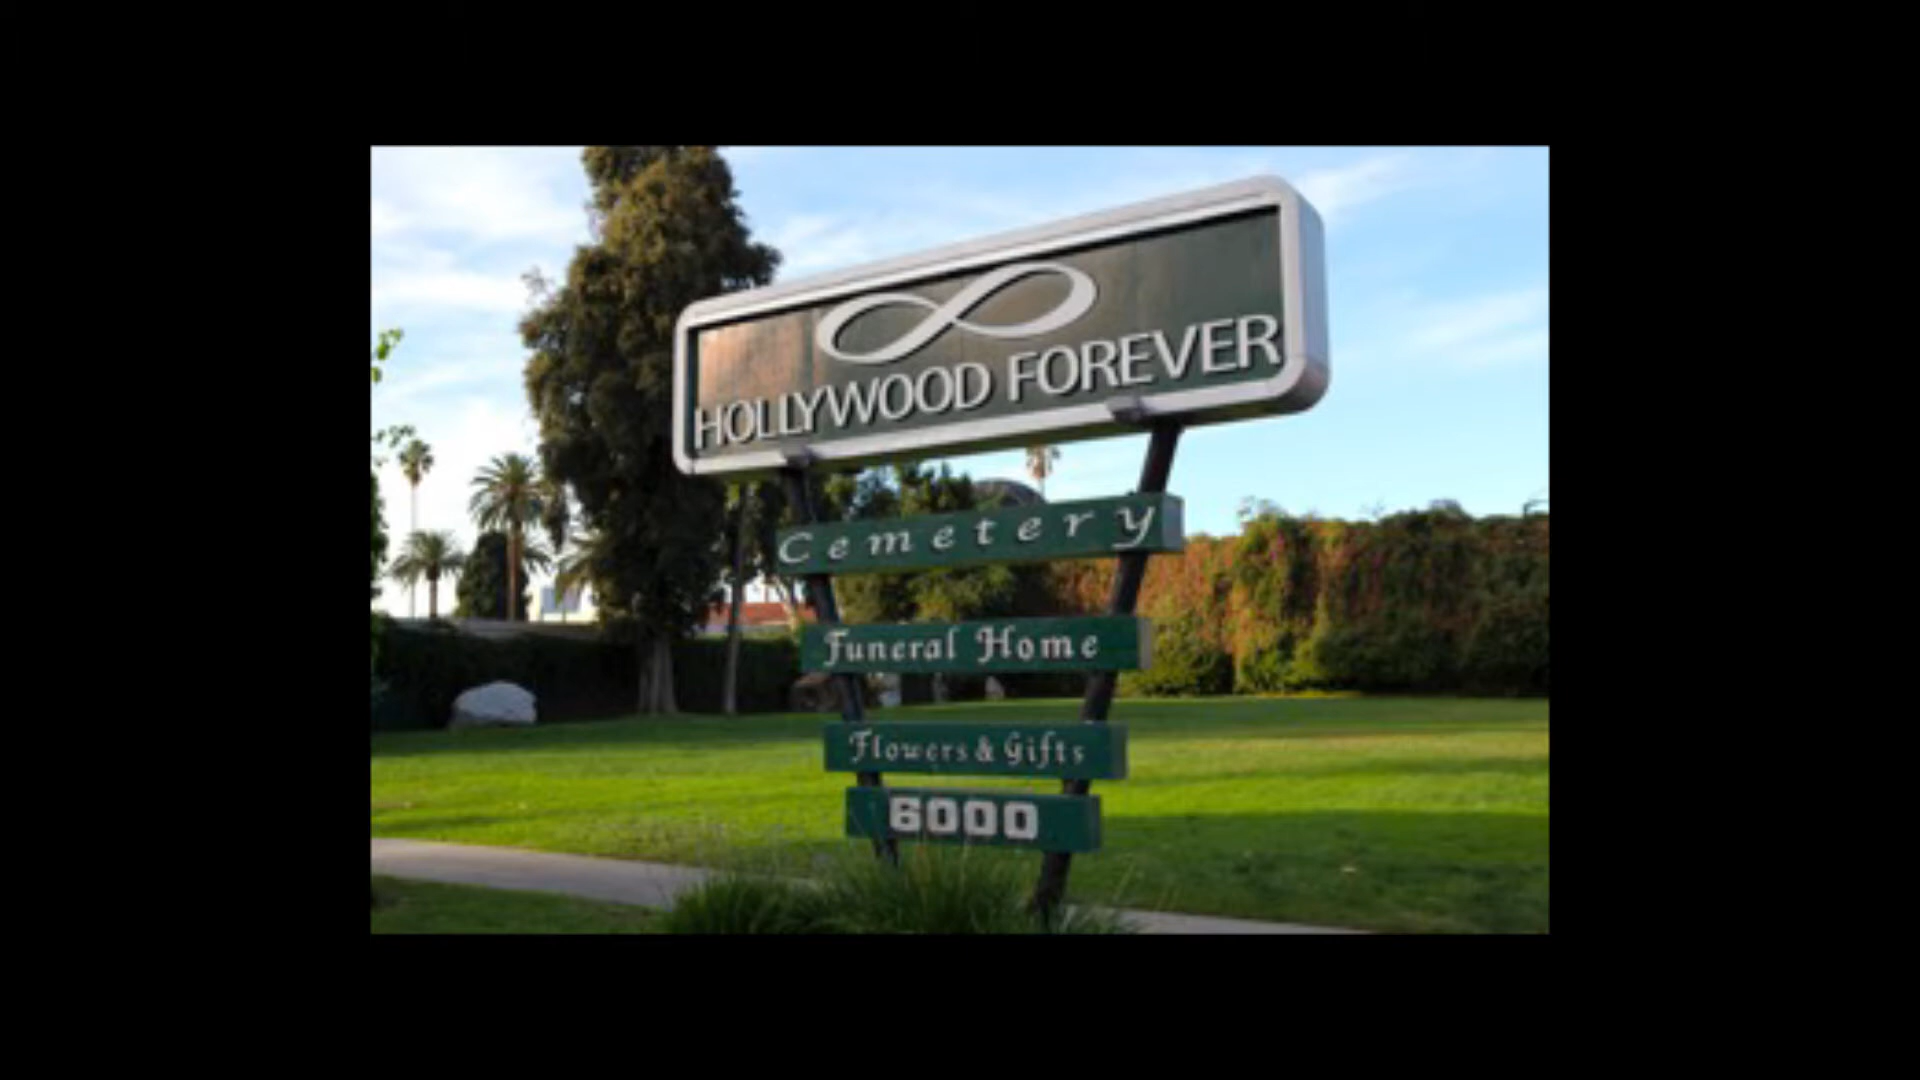 HOLLYWOOD FOREVER
Cemetery
Funeral Home
Flowers & Gifts
6000